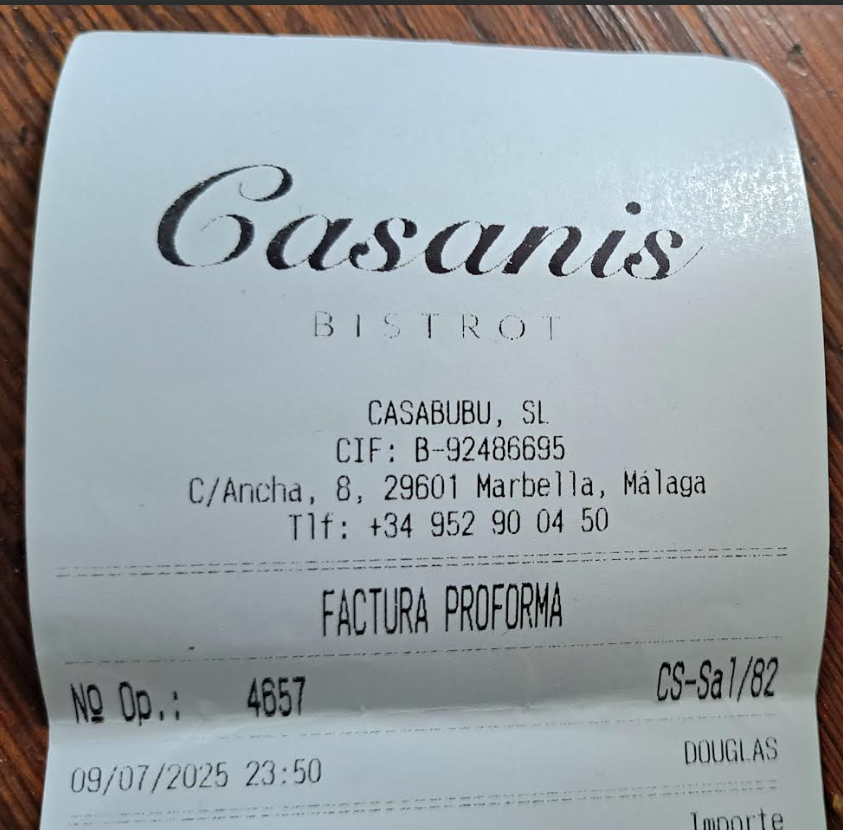 Casanis
BISTROT
CASABUBU, SL
CIF: B-92486695
C/Ancha, 8, 29601 Marbella, Málaga
Tlf: +34 952 90 04 50
FACTURA PROFORMA
Nº Op.: 4657 CS-Sal/82
09/07/2025 23:50 DOUGLAS
Importe